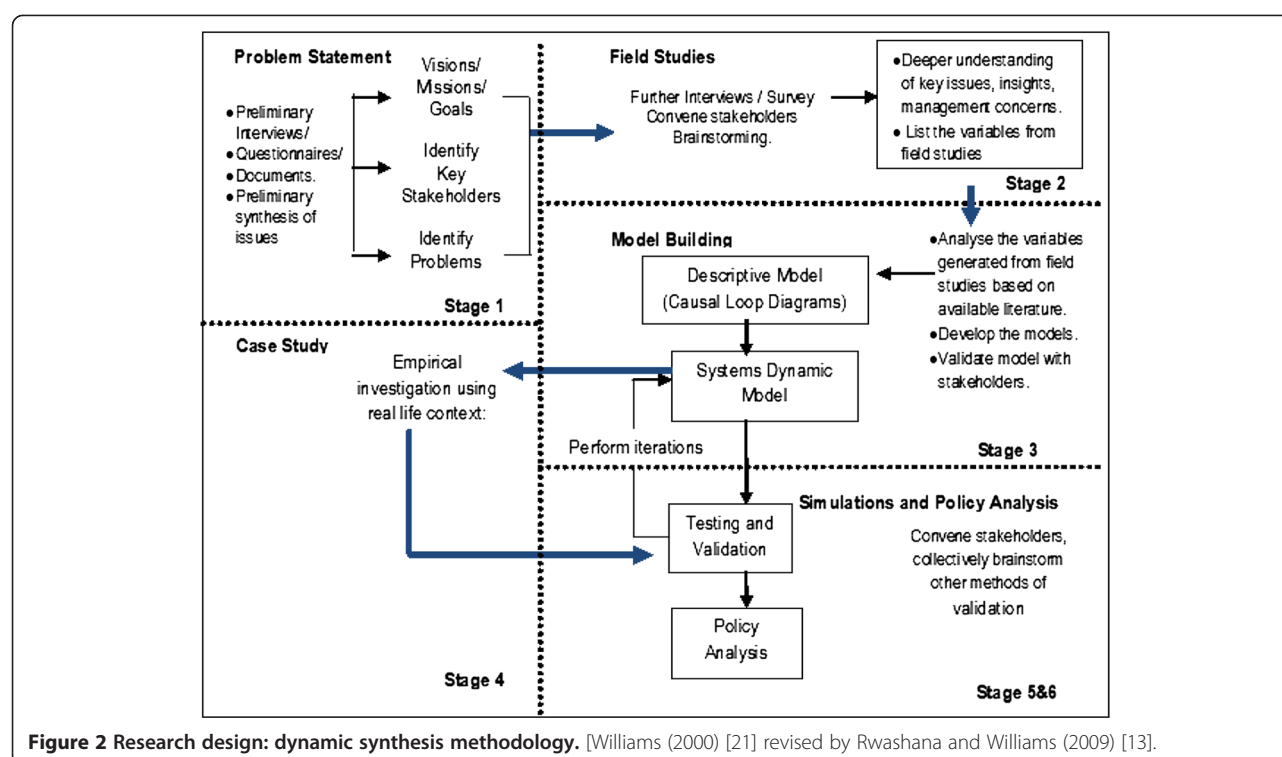 Problem Statement
●Preliminary
Interviews/
●Questionnaires/
●Documents.
●Preliminary
synthesis of
issues
Visions/
Missions/
Goals
Identify
Key
Stakeholders
Identify
Problems
Stage 1
Field Studies
Further Interviews / Survey
Convene stakeholders
Brainstorming.
●Deeper understanding
of key issues, insights,
management concerns.
● List the variables from
field studies
Stage 2
Model Building
Descriptive Model
(Causal Loop Diagrams)
Systems Dynamic
Model
●Analyse the variables
generated from field
studies based on
available literature.
●Develop the models.
●Validate model with
stakeholders.
Perform iterations
Stage 3
Case Study
Empirical
investigation using
real life context:
Stage 4
Simulations and Policy Analysis
Testing and
Validation
Policy
Analysis
Convene stakeholders,
collectively brainstorm
other methods of
validation
Stage 5&6
Figure 2 Research design: dynamic synthesis methodology. [Williams (2000) [21] revised by Rwashana and Williams (2009) [13].